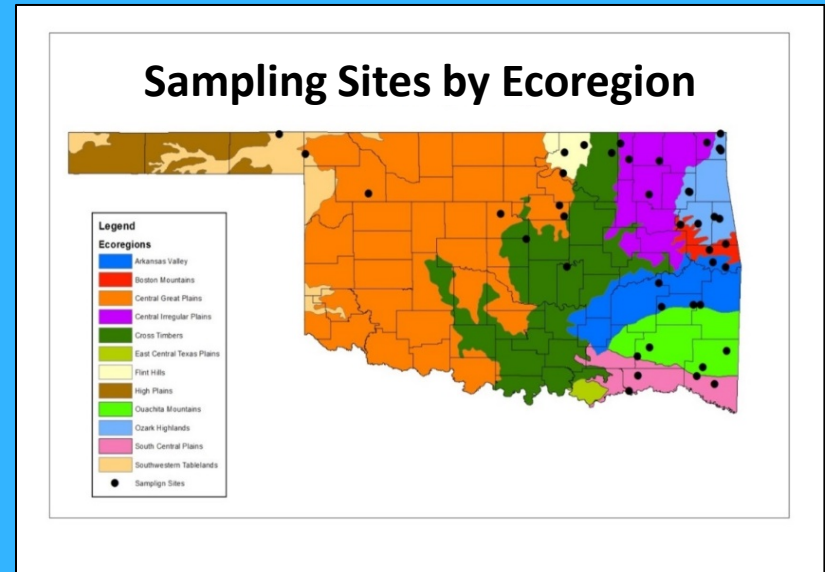 Sampling Sites by Ecoregion
Legend
Ecoregions
Arkansas Valley
Boston Mountains
Central Great Plains
Central Irregular Plains
Cross Timbers
East Central Texas Plains
Flint Hills
High Plains
Ouachita Mountains
Ozark Highlands
South Central Plains
Southwestern Tablelands
Samplign Sites